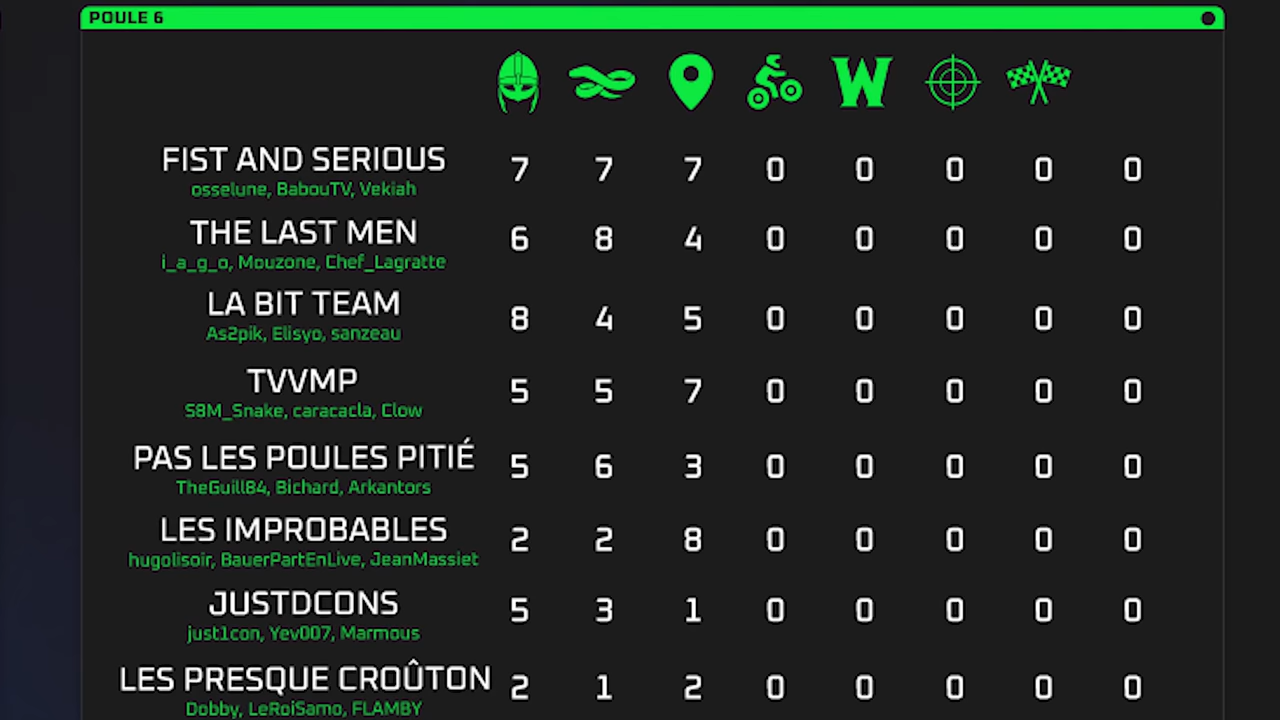 POULE 6
W
FIST AND SERIOUS 7 7 7 0 0 0 0 0
osselune, BabouTV, Vekiah
THE LAST MEN 6 8 4 0 0 0 0 0
i_a_g_o, Mouzone, Chef_Lagratte
LA BIT TEAM 8 4 5 0 0 0 0 0
As2pik, Elisyo, sanzeau
TVVMP 5 5 7 0 0 0 0 0
S8M_Snake, caracacla, Clow
PAS LES POULES PITIÉ 5 6 3 0 0 0 0 0
TheGuill84, Bichard, Arkantors
LES IMPROBABLES 2 2 8 0 0 0 0 0
hugolisoir, BauerPartEnLive, JeanMassiet
JUSTDCONS 5 3 1 0 0 0 0 0
just1con, Yev007, Marmous
LES PRESQUE CROÛTON 2 1 2 0 0 0 0 0
Dobby, LeRoiSamo, FLAMBY